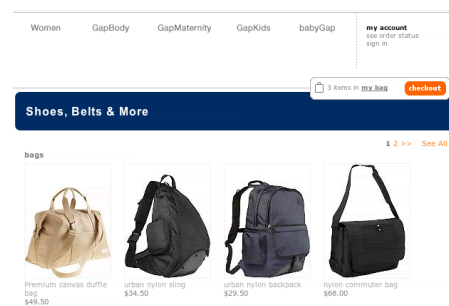 Women GapBody GapMaternity GapKids babyGap
my account
see order status
sign in
3 items in my bag checkout
Shoes, Belts & More
1 2 >> See All
bags
Premium canvas duffle bag
$49.50
urban nylon sling
$34.50
urban nylon backpack
$29.50
nylon commuter bag
$68.00